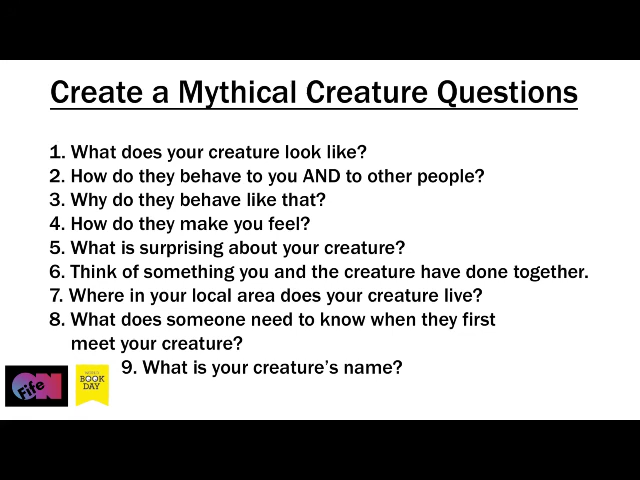 Create a Mythical Creature Questions
1. What does your creature look like?
2. How do they behave to you AND to other people?
3. Why do they behave like that?
4. How do they make you feel?
5. What is surprising about your creature?
6. Think of something you and the creature have done together.
7. Where in your local area does your creature live?
8. What does someone need to know when they first
meet your creature?
9. What is your creature's name?
ON
Fife
WORLD
BOOK
DAY